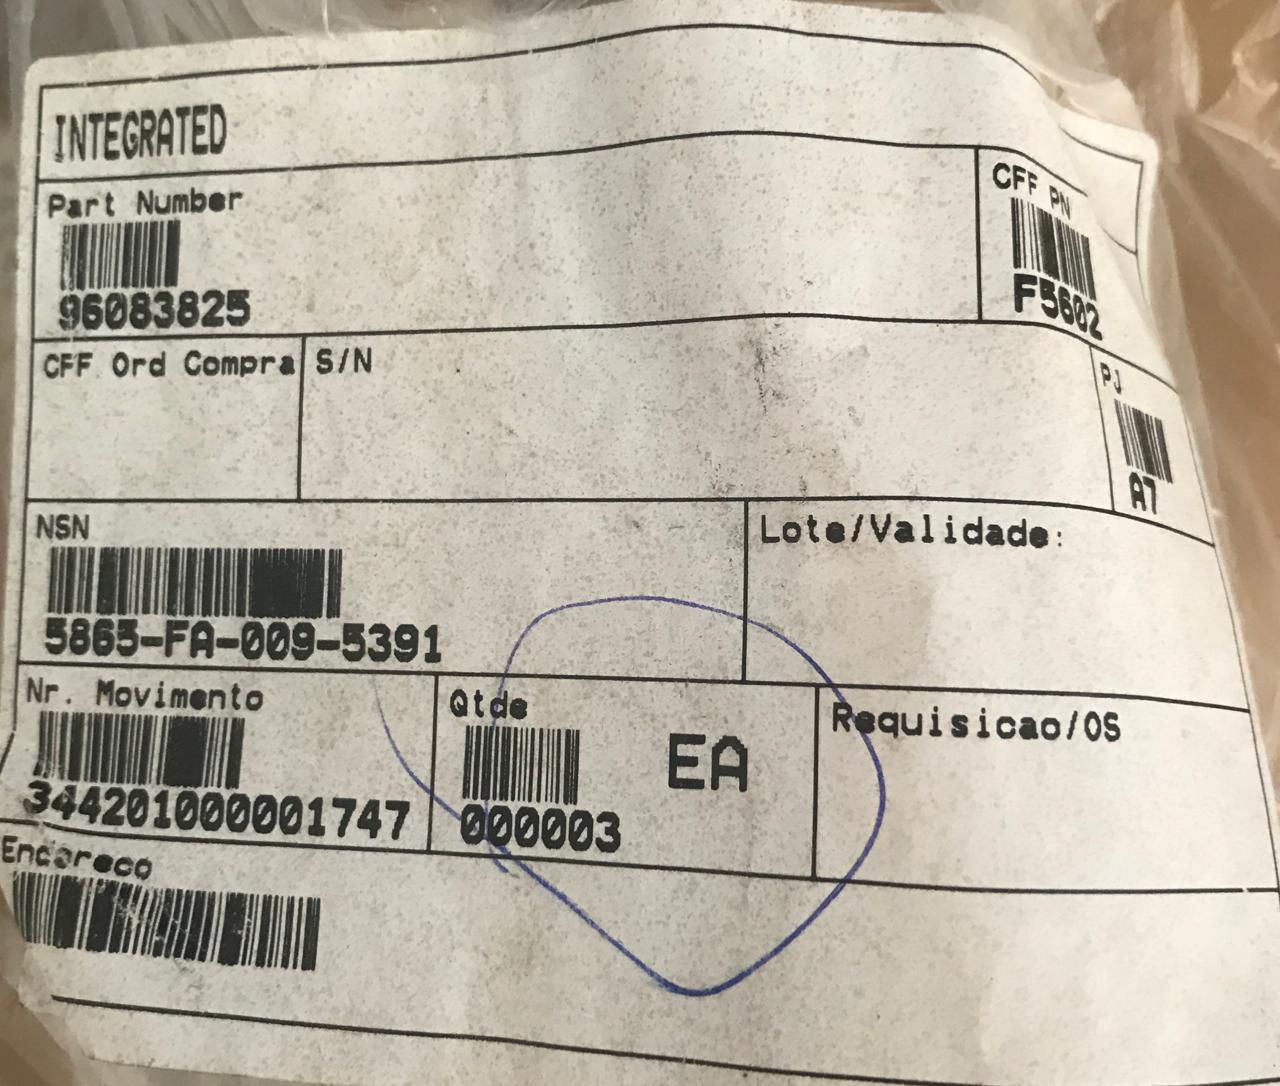 INTEGRATED
Part Number
96083825
CFF PN
F5602
CFF Ord Compra
S/N
PJ
A7
NSN
5865-FA-009-5391
Lote/Validade:
Nr. Movimento
344201000001747
Qtde
EA
000003
Requisicao/OS
Endereco